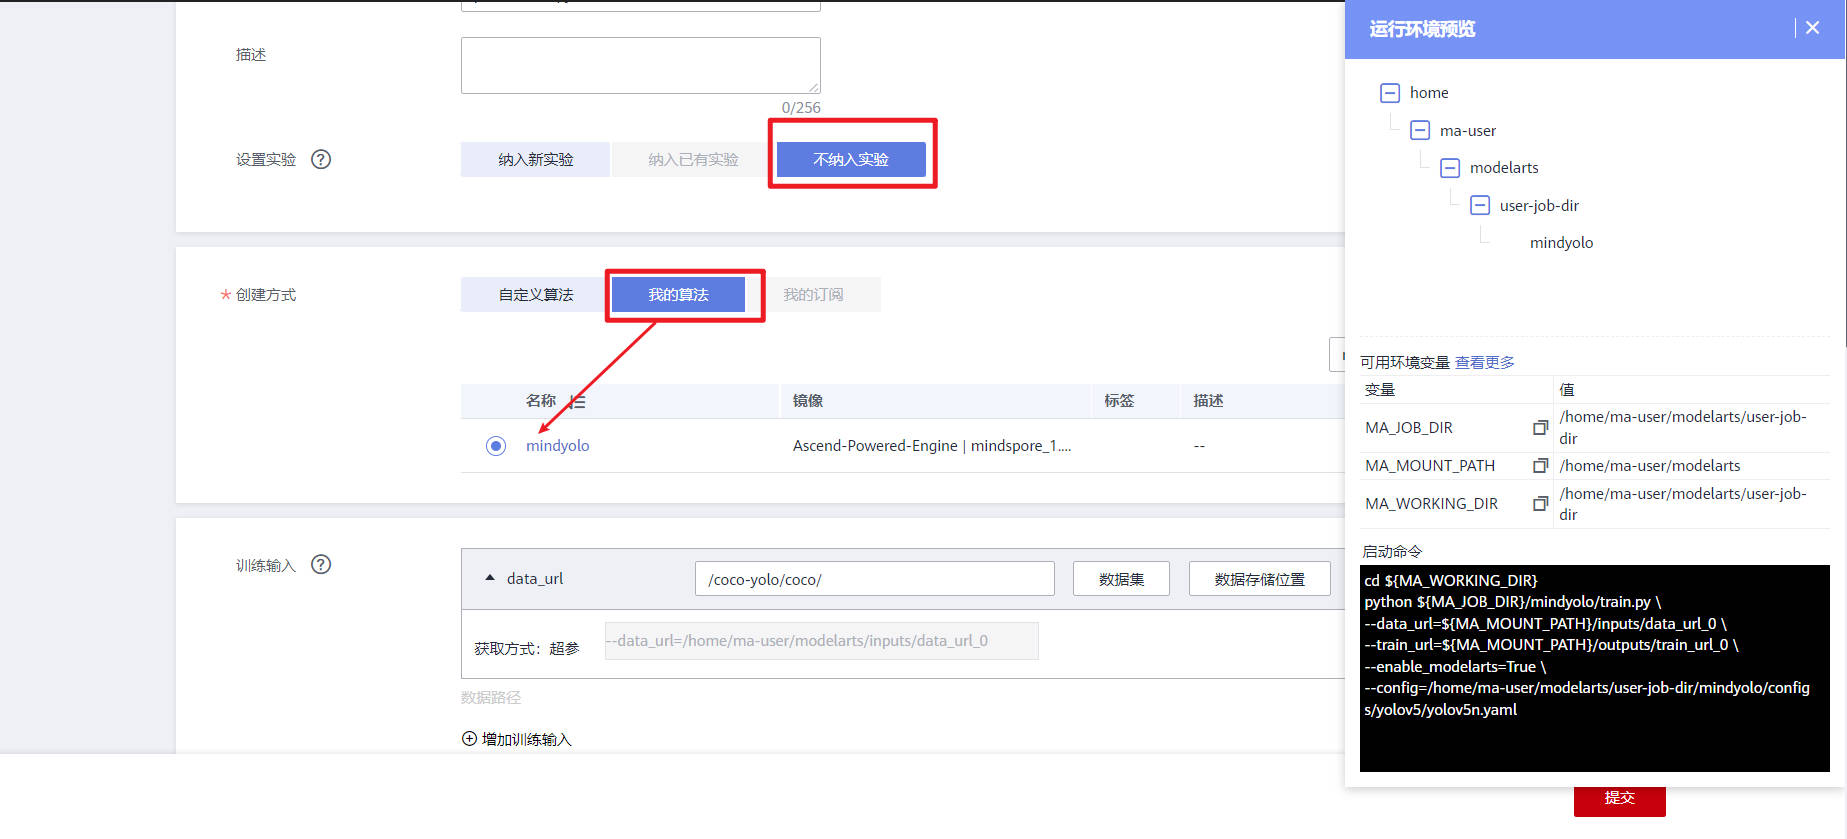 描述
0/256
设置实验
纳入新实验
纳入已有实验
不纳入实验
* 创建方式
自定义算法
我的算法
我的订阅
名称
镜像
标签
描述
mindyolo
Ascend-Powered-Engine | mindspore_1....
--
训练输入
data_url
/coco-yolo/coco/
数据集
数据存储位置
获取方式：超参
--data_url=/home/ma-user/modelarts/inputs/data_url_0
数据路径
增加训练输入
运行环境预览
home
ma-user
modelarts
user-job-dir
mindyolo
可用环境变量 查看更多
变量
值
MA_JOB_DIR
/home/ma-user/modelarts/user-job-
dir
MA_MOUNT_PATH
/home/ma-user/modelarts
MA_WORKING_DIR
/home/ma-user/modelarts/user-job-
dir
启动命令
cd ${MA_WORKING_DIR}
python ${MA_JOB_DIR}/mindyolo/train.py \
--data_url=${MA_MOUNT_PATH}/inputs/data_url_0 \
--train_url=${MA_MOUNT_PATH}/outputs/train_url_0 \
--enable_modelarts=True \
--config=/home/ma-user/modelarts/user-job-dir/mindyolo/config
s/yolov5/yolov5n.yaml
提交